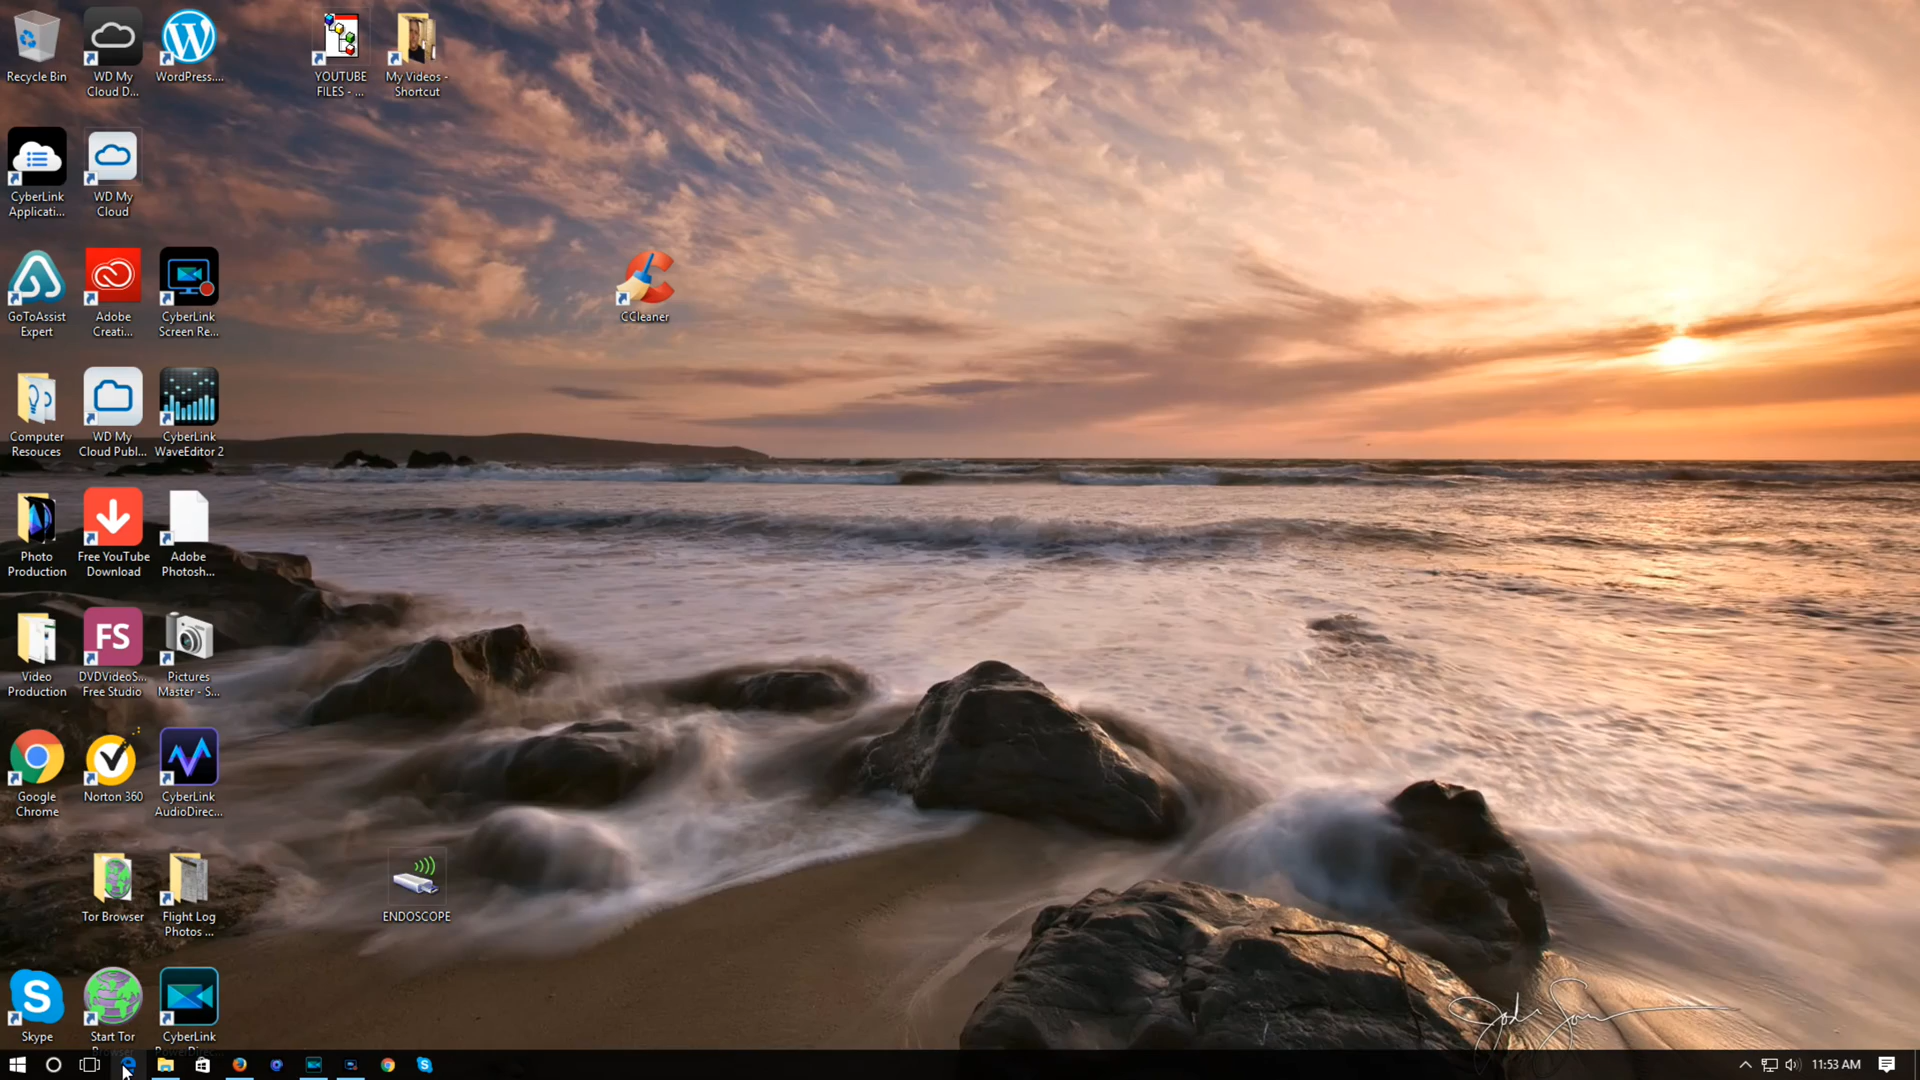 Recycle Bin
WD My
Cloud D...
WordPress....
YOUTUBE
FILES - ...
My Videos -
Shortcut
CyberLink
Applicati...
WD My
Cloud
GoToAssist
Expert
Adobe
Creati...
CyberLink
Screen Re...
CCleaner
Computer
Resouces
WD My
Cloud Publ...
CyberLink
WaveEditor 2
Photo
Production
Free YouTube
Download
Adobe
Photosh...
Video
Production
FS
DVDVideoS...
Free Studio
Pictures
Master - S...
Google
Chrome
Norton 360
CyberLink
AudioDirec...
Tor Browser
Flight Log
Photos ...
ENDOSCOPE
Skype
Start Tor
Browser
CyberLink
PowerDirec...
11:53 AM